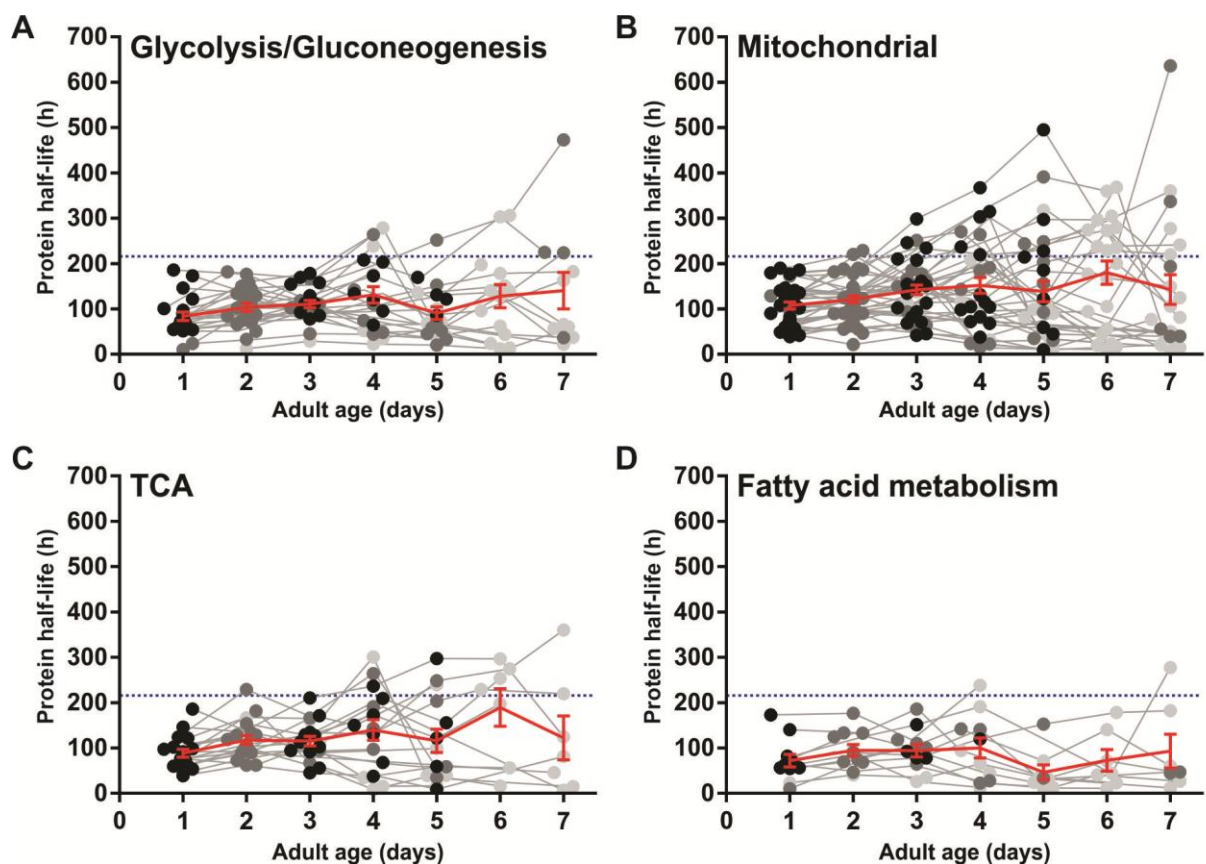 A
Glycolysis/Gluconeogenesis
Protein half-life (h)
700
600
500
400
300
200
100
0
0 1 2 3 4 5 6 7
Adult age (days)
B
Mitochondrial
Protein half-life (h)
700
600
500
400
300
200
100
0
0 1 2 3 4 5 6 7
Adult age (days)
C
TCA
Protein half-life (h)
700
600
500
400
300
200
100
0
0 1 2 3 4 5 6 7
Adult age (days)
D
Fatty acid metabolism
Protein half-life (h)
700
600
500
400
300
200
100
0
0 1 2 3 4 5 6 7
Adult age (days)